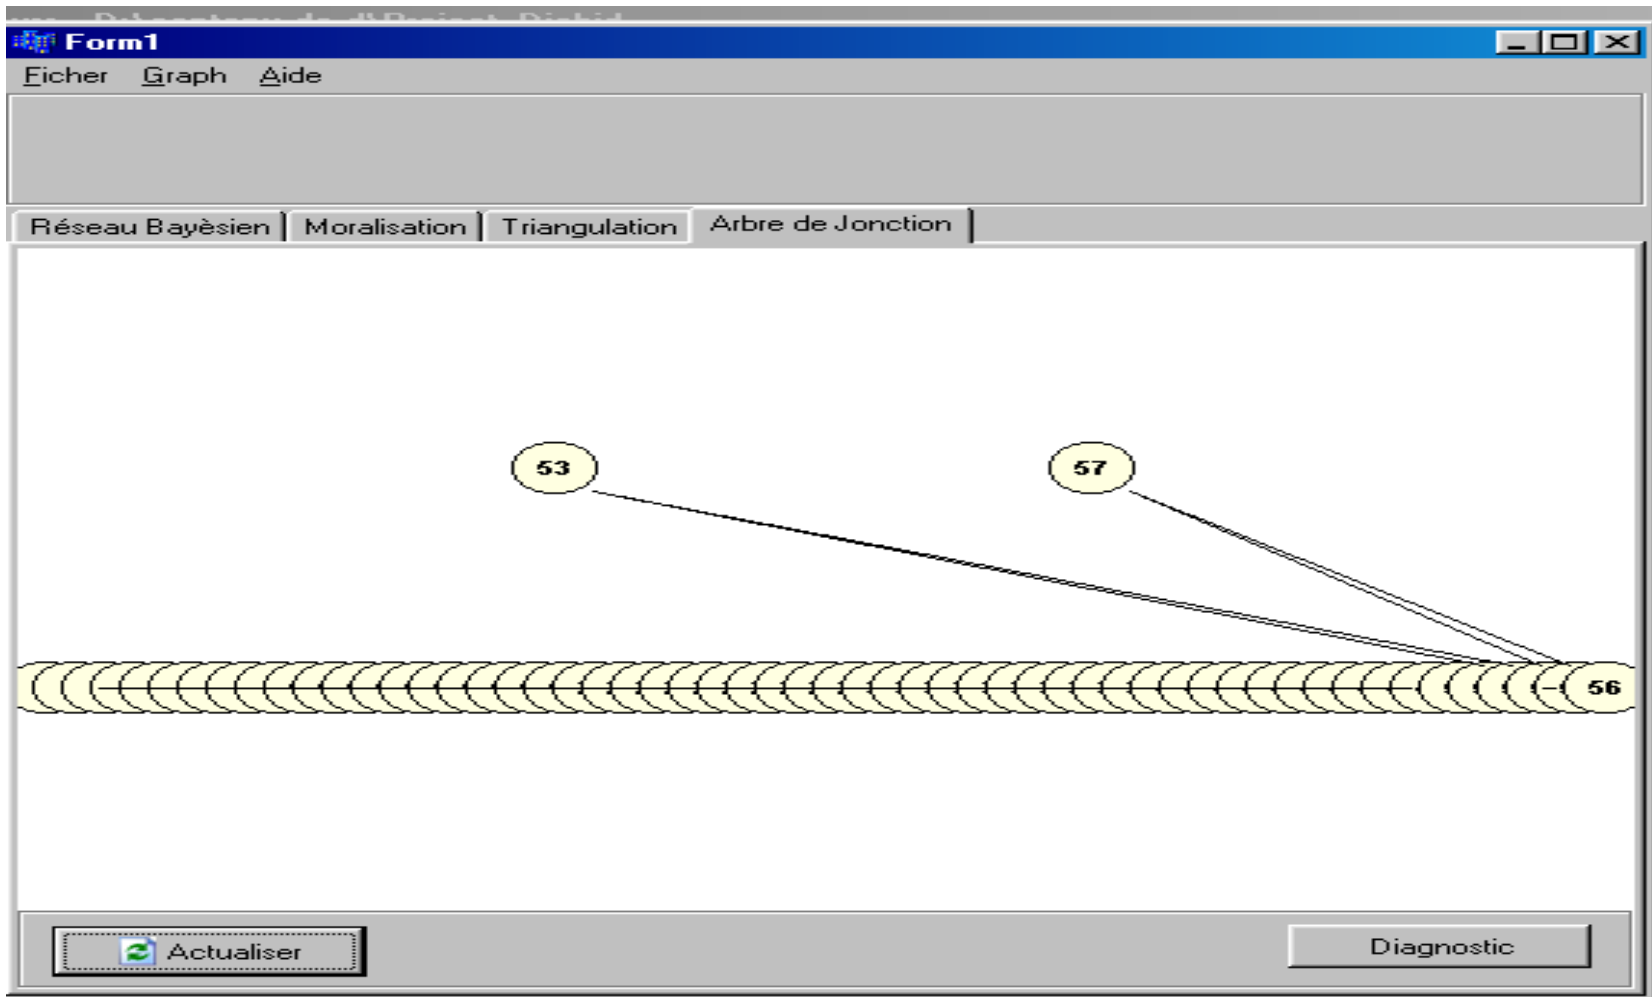 Form1
Ficher Graph Aide
Réseau Bayèsien Moralisation Triangulation Arbre de Jonction
53 57
56
Actualiser Diagnostic